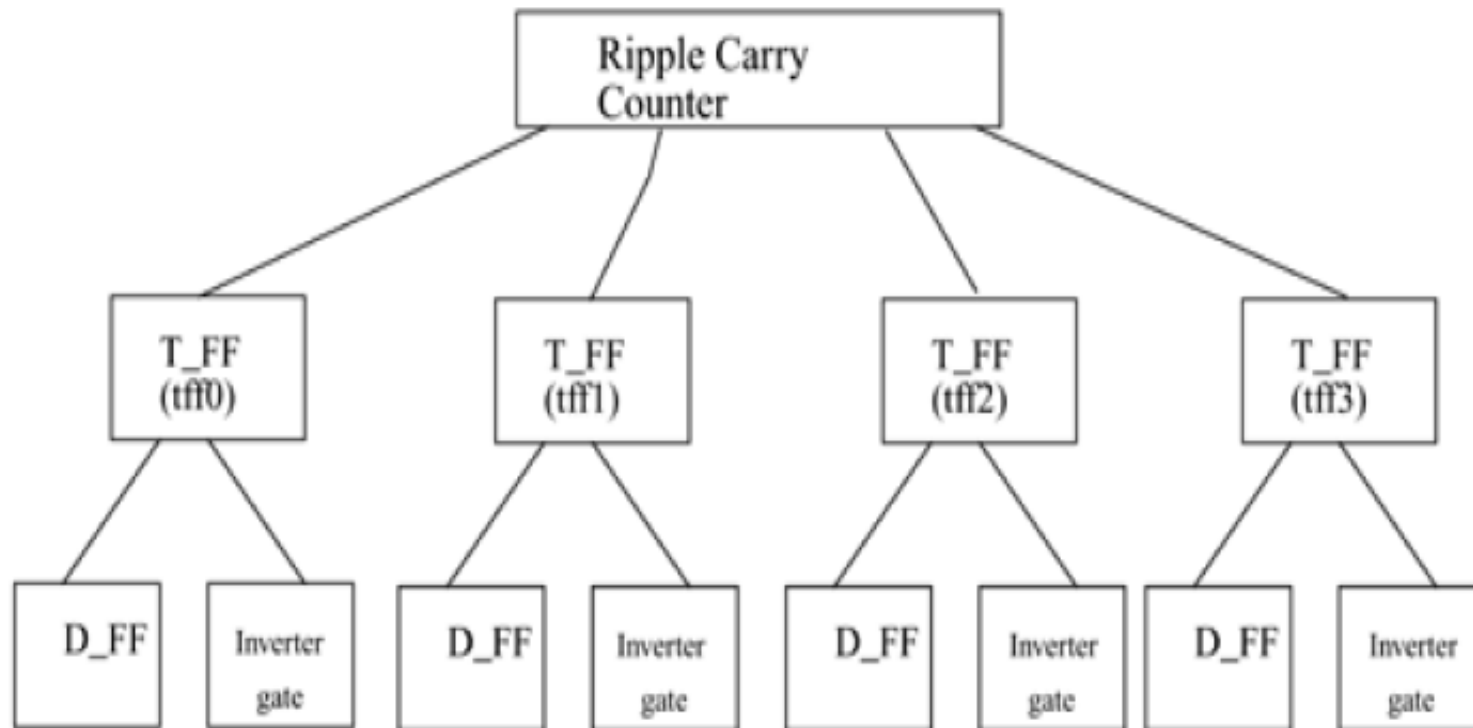 Ripple Carry
Counter
T_FF
(tff0)
T_FF
(tff1)
T_FF
(tff2)
T_FF
(tff3)
D_FF
Inverter
gate
D_FF
Inverter
gate
D_FF
Inverter
gate
D_FF
Inverter
gate